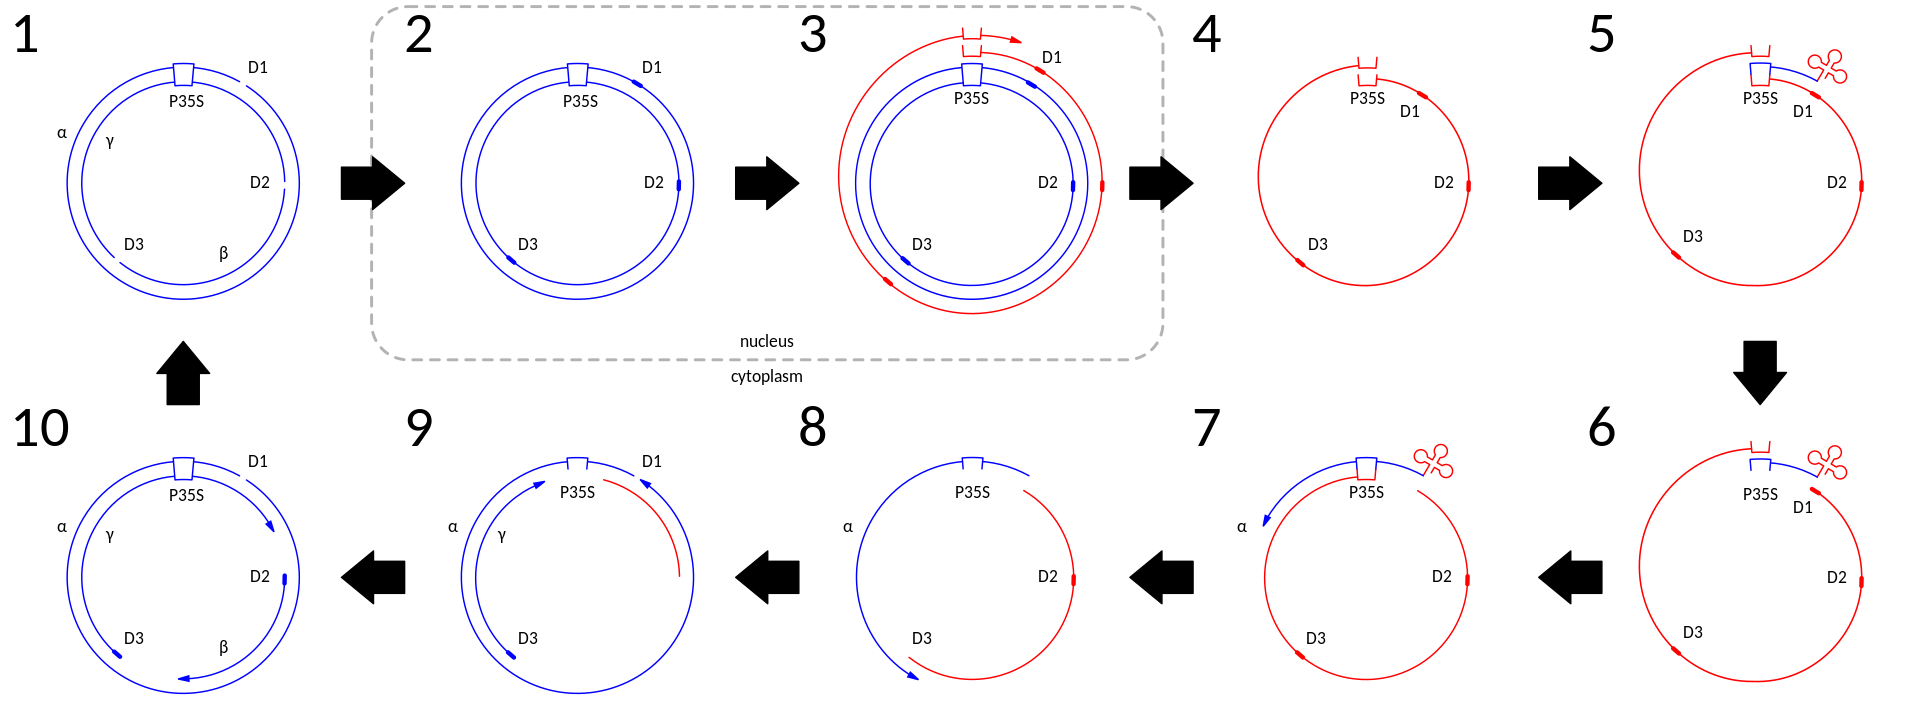 1
D1
P35S
α
γ
D2
D3
β
2
D1
P35S
D2
D3
3
D1
P35S
D2
D3
4
P35S
D1
D2
D3
5
P35S
D1
D2
D3
nucleus
cytoplasm
10
D1
P35S
α
γ
D2
D3
β
9
D1
P35S
α
γ
D3
8
P35S
α
D2
D3
7
P35S
α
D2
D3
6
P35S
D1
D2
D3